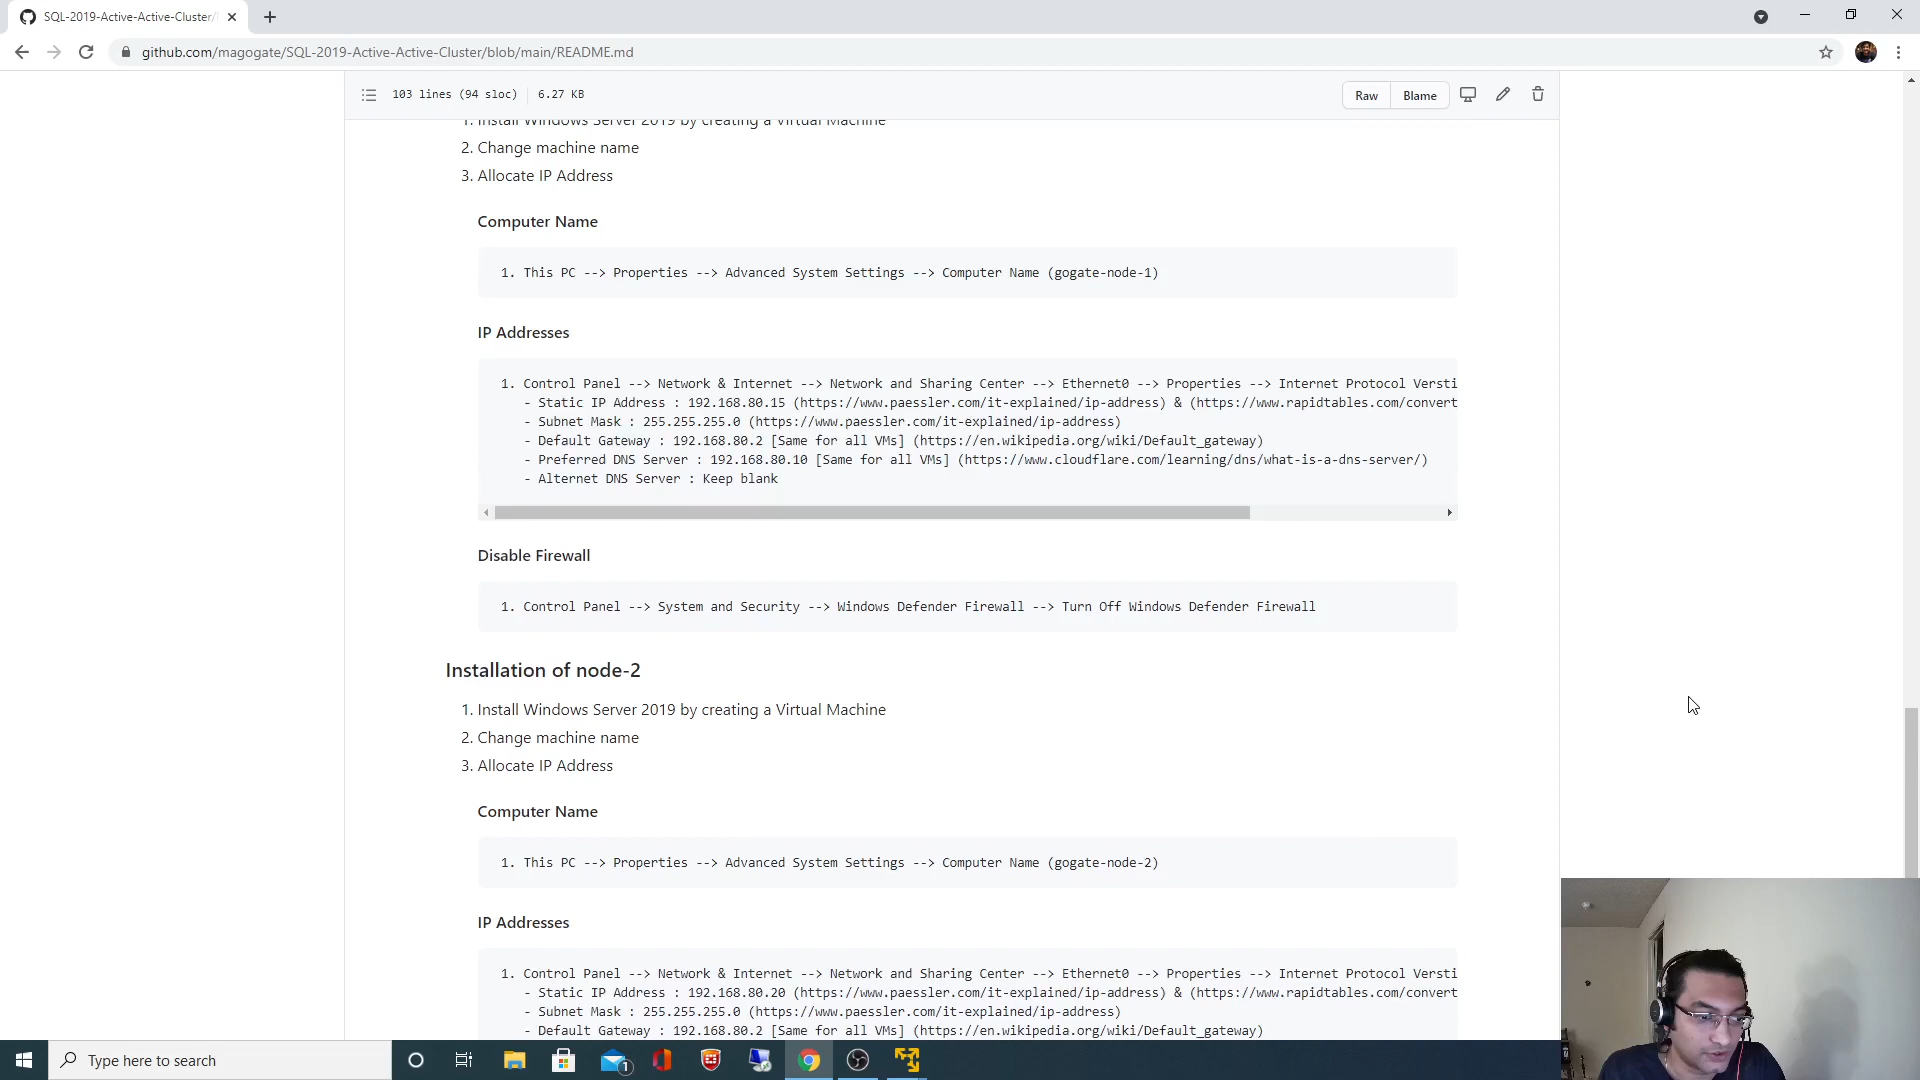 SQL-2019-Active-Active-Cluster/
github.com/magogate/SQL-2019-Active-Active-Cluster/blob/main/README.md
103 lines (94 sloc) 6.27 KB
Raw Blame
1. Install Windows Server 2019 by creating a Virtual Machine
2. Change machine name
3. Allocate IP Address
Computer Name
1. This PC --> Properties --> Advanced System Settings --> Computer Name (gogate-node-1)
IP Addresses
1. Control Panel --> Network & Internet --> Network and Sharing Center --> Ethernet0 --> Properties --> Internet Protocol Versti
- Static IP Address : 192.168.80.15 (https://www.paessler.com/it-explained/ip-address) & (https://www.rapidtables.com/convert
- Subnet Mask : 255.255.255.0 (https://www.paessler.com/it-explained/ip-address)
- Default Gateway : 192.168.80.2 [Same for all VMs] (https://en.wikipedia.org/wiki/Default_gateway)
- Preferred DNS Server : 192.168.80.10 [Same for all VMs] (https://www.cloudflare.com/learning/dns/what-is-a-dns-server/)
- Alternet DNS Server : Keep blank
Disable Firewall
1. Control Panel --> System and Security --> Windows Defender Firewall --> Turn Off Windows Defender Firewall
Installation of node-2
1. Install Windows Server 2019 by creating a Virtual Machine
2. Change machine name
3. Allocate IP Address
Computer Name
1. This PC --> Properties --> Advanced System Settings --> Computer Name (gogate-node-2)
IP Addresses
1. Control Panel --> Network & Internet --> Network and Sharing Center --> Ethernet0 --> Properties --> Internet Protocol Versti
- Static IP Address : 192.168.80.20 (https://www.paessler.com/it-explained/ip-address) & (https://www.rapidtables.com/convert
- Subnet Mask : 255.255.255.0 (https://www.paessler.com/it-explained/ip-address)
- Default Gateway : 192.168.80.2 [Same for all VMs] (https://en.wikipedia.org/wiki/Default_gateway)
Type here to search
1